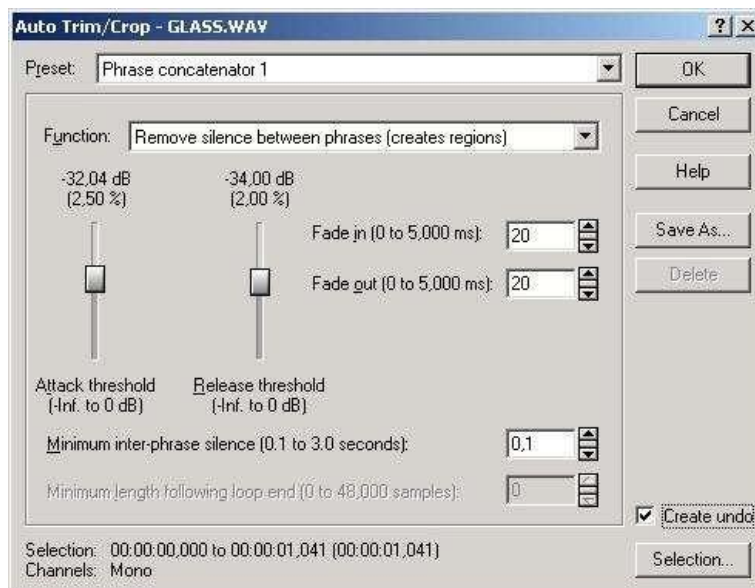 Auto Trim/Crop - GLASS.WAV
Preset: Phrase concatenator 1
OK
Cancel
Function: Remove silence between phrases (creates regions)
Help
-32,04 dB
(2,50 %)
-34,00 dB
(2,00 %)
Fade in (0 to 5,000 ms): 20
Save As...
Fade out (0 to 5,000 ms): 20
Delete
Attack threshold
(-Inf. to 0 dB)
Release threshold
(-Inf. to 0 dB)
Minimum inter-phrase silence (0.1 to 3.0 seconds): 0,1
Minimum length following loop end (0 to 48,000 samples): 0
Create undo
Selection: 00:00:00,000 to 00:00:01,041 (00:00:01,041)
Channels: Mono
Selection...